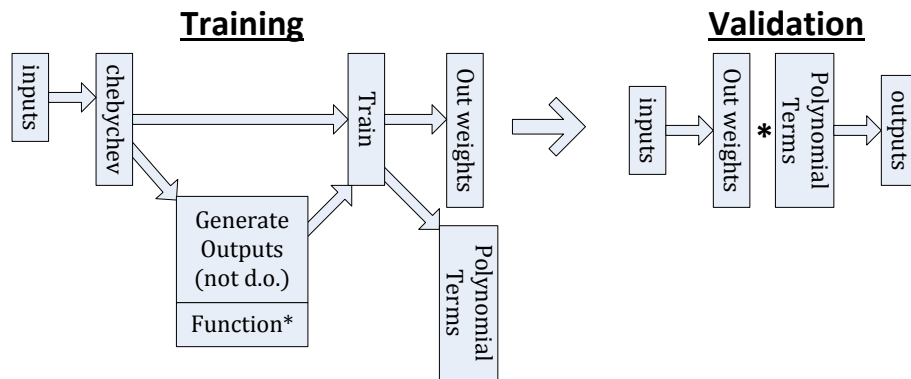 Training
inputs
chebychev
Train
Out weights
Generate
Outputs
(not d.o.)
Function*
Polynomial
Terms
Validation
inputs
Out weights
*
Polynomial
Terms
outputs